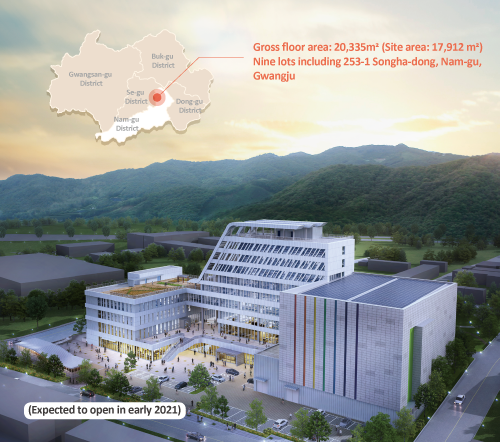 Gross floor area: 20,335m² (Site area: 17,912 m²)
Nine lots including 253-1 Songha-dong, Nam-gu,
Gwangju
Buk-gu
District
Gwangsan-gu
District
Se-gu
District
Dong-gu
District
Nam-gu
District
(Expected to open in early 2021)